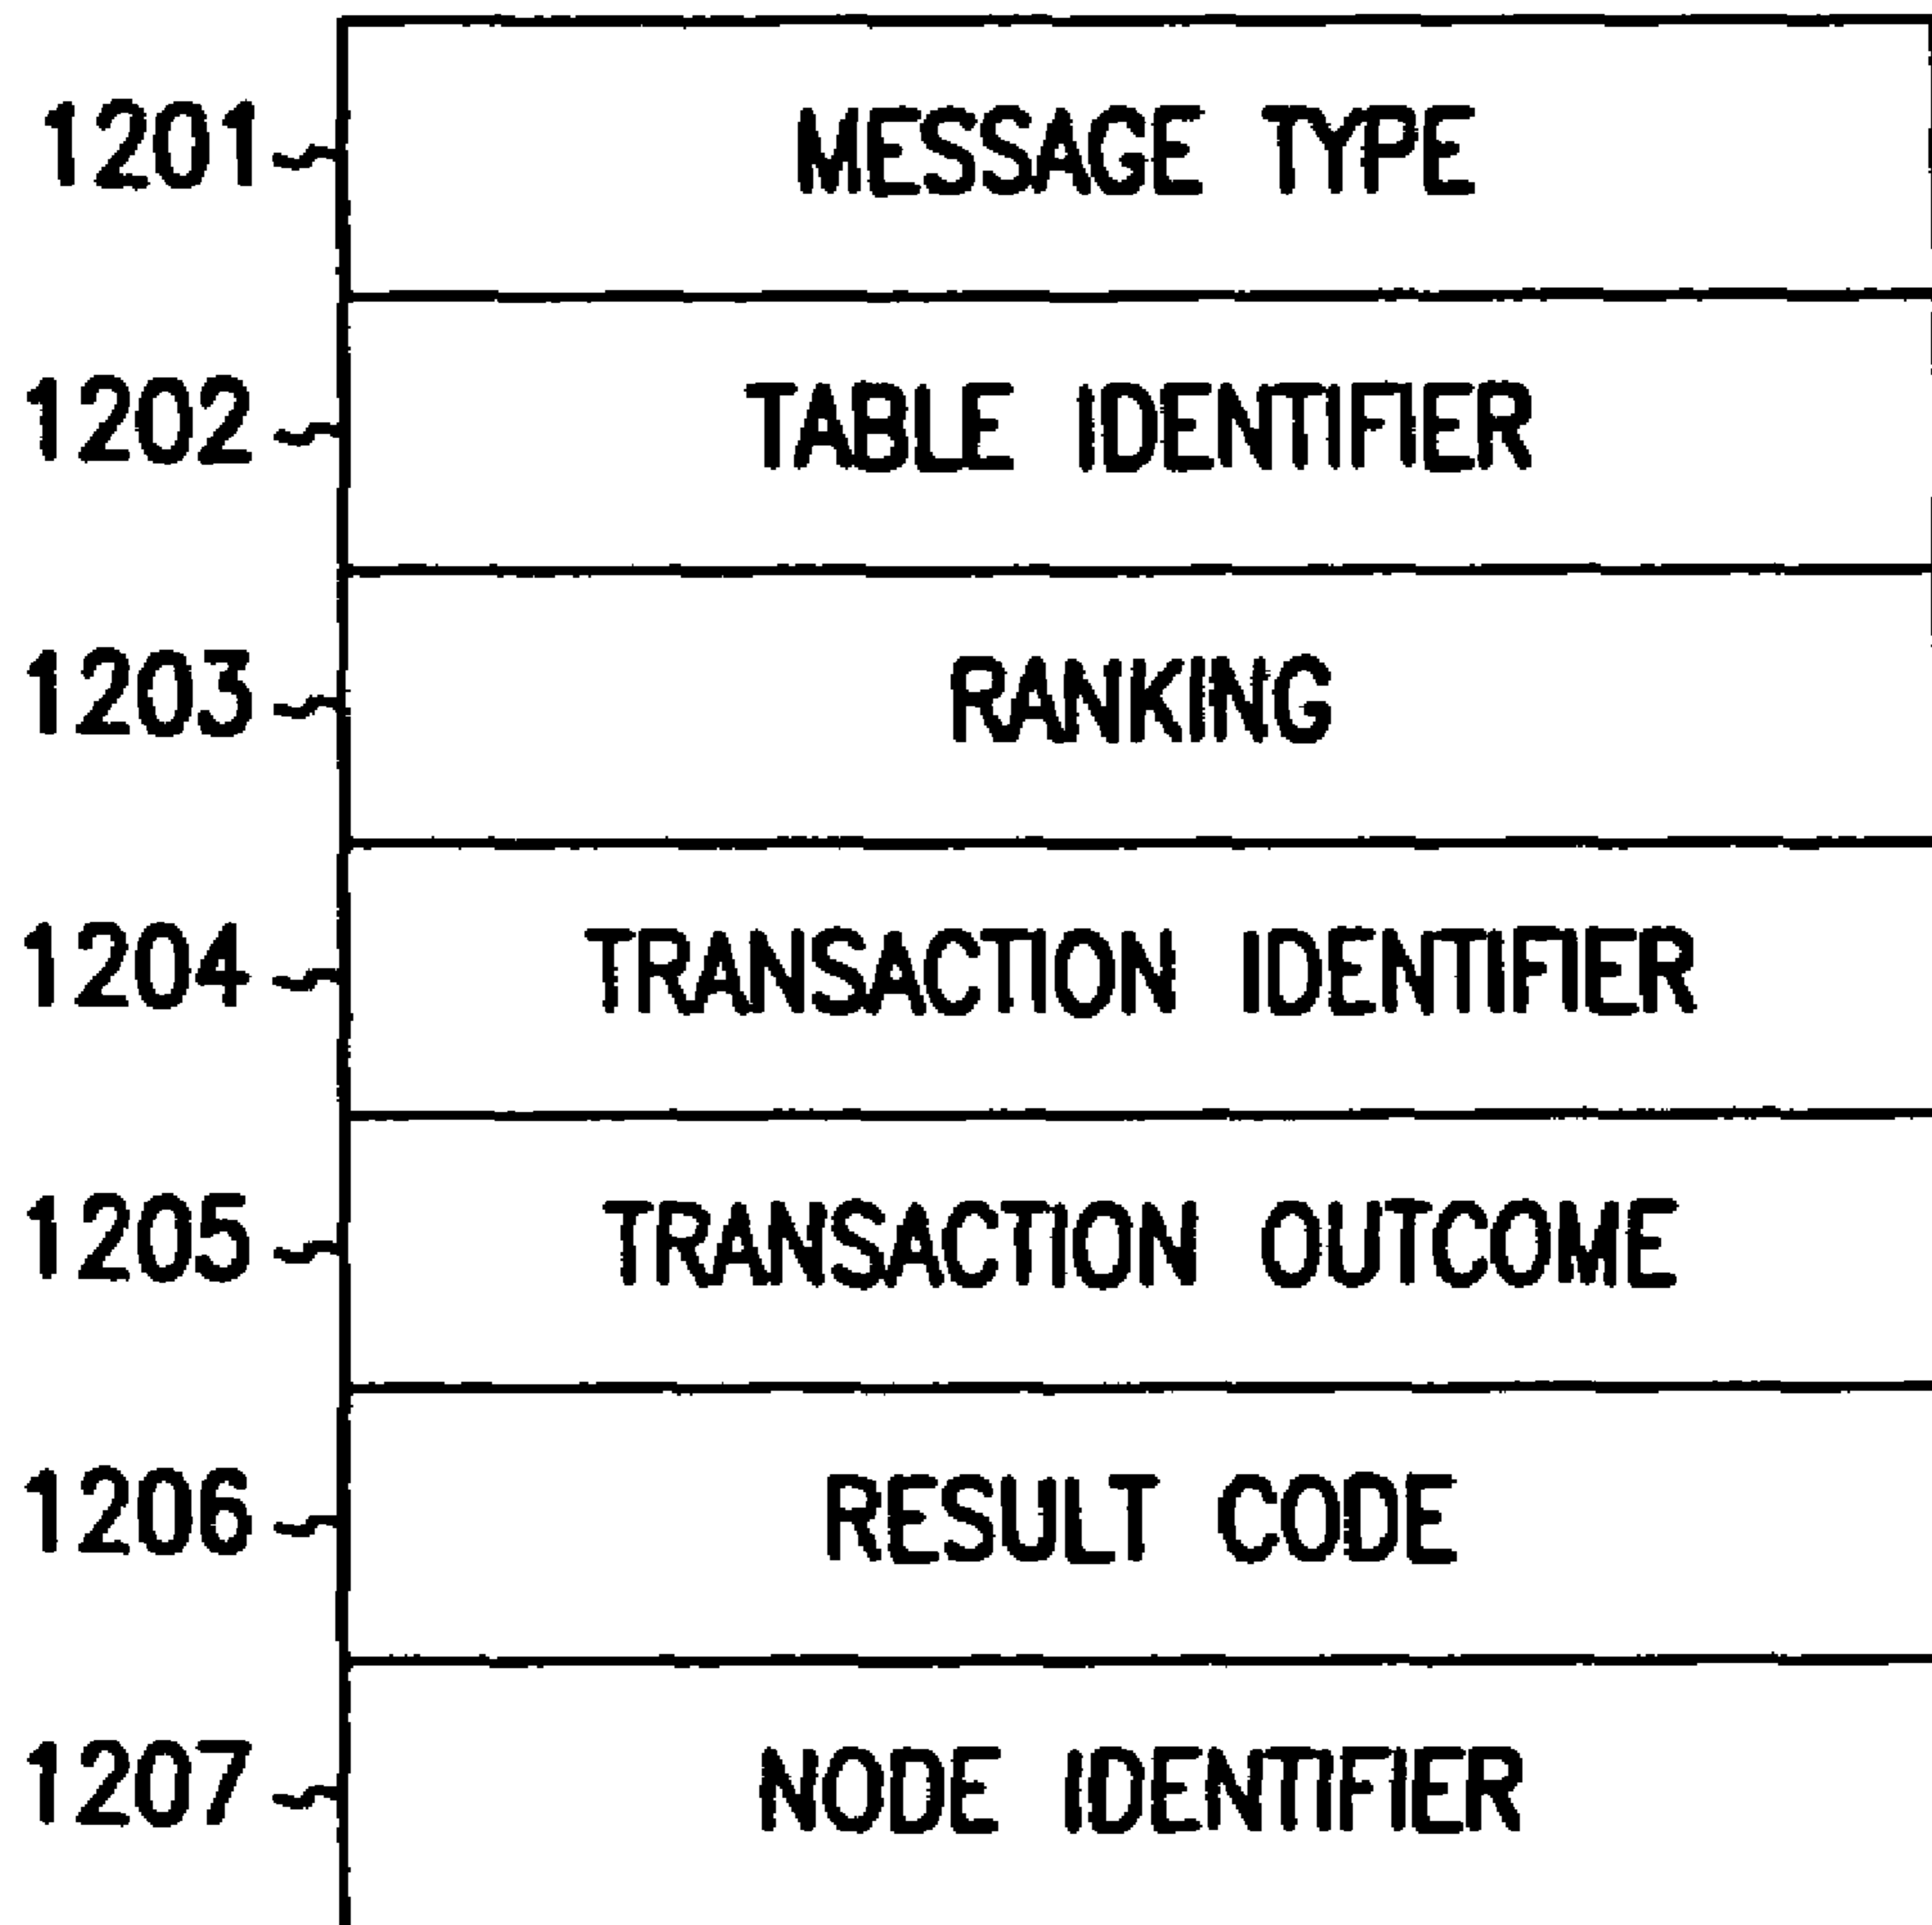 1201 MESSAGE TYPE
1202 TABLE IDENTIFIER
1203 RANKING
1204 TRANSACTION IDENTIFIER
1205 TRANSACTION OUTCOME
1206 RESULT CODE
1207 NODE IDENTIFIER